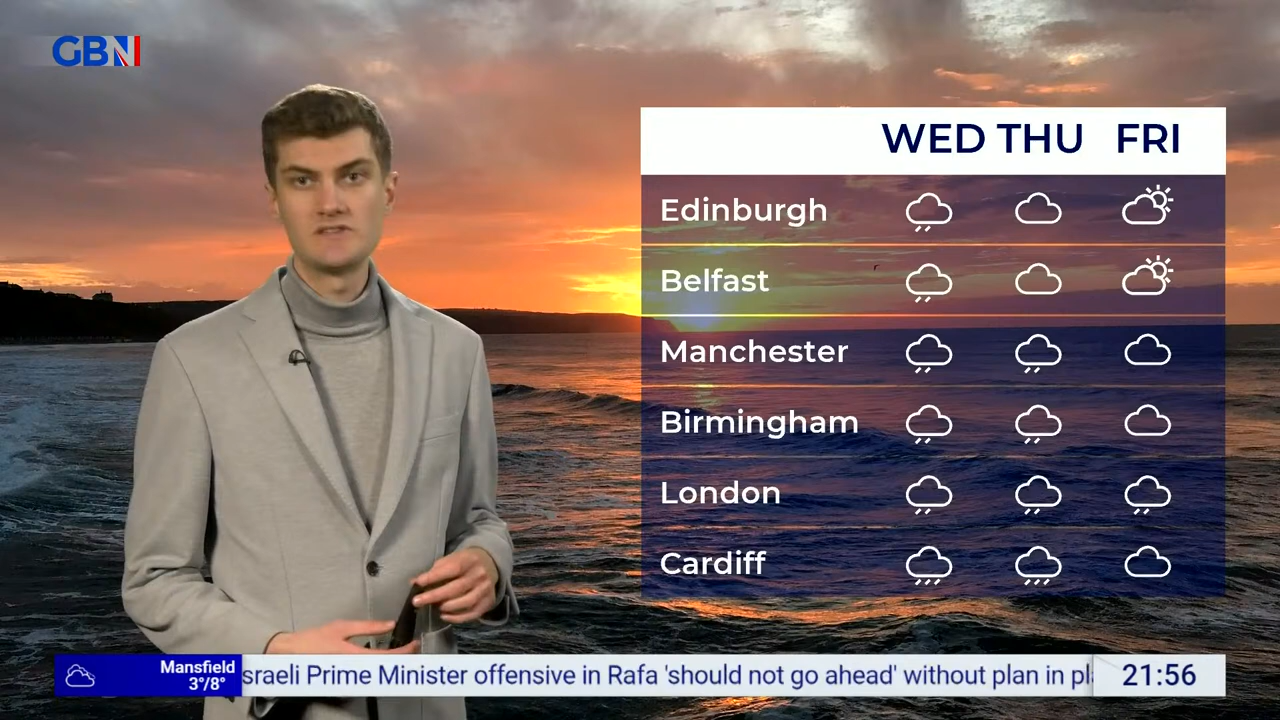 GBN
WED THU FRI
Edinburgh
Belfast
Manchester
Birmingham
London
Cardiff
Mansfield
3°/8°
sraeli Prime Minister offensive in Rafa 'should not go ahead' without plan in pl
21:56